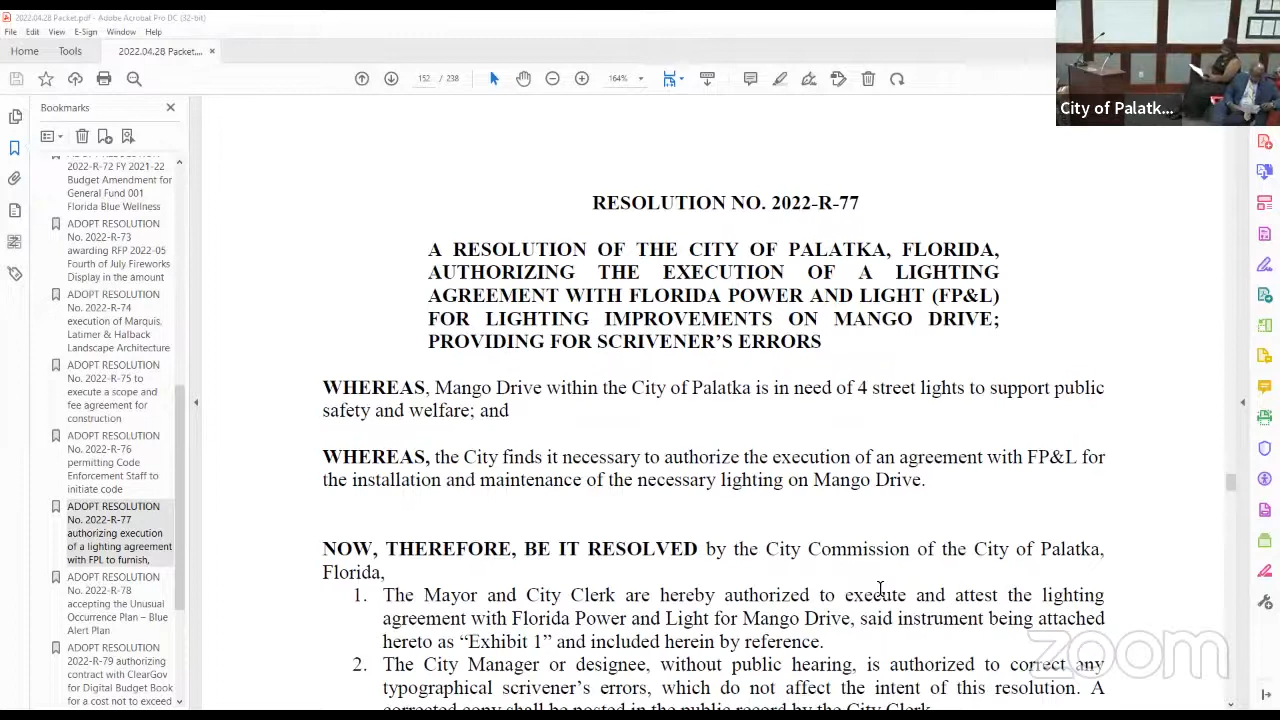 2022.04.28 Packet.pdf - Adobe Acrobat Pro DC (32-bit)
File Edit View E-Sign Window Help
Home Tools 2022.04.28 Packet.... ×
152 / 238 164%
City of Palatk...
Bookmarks
2022-R-72 FY 2021-22
Budget Amendment for
General Fund 001
Florida Blue Wellness
ADOPT RESOLUTION
No. 2022-R-73
awarding RFP 2022-05
Fourth of July Fireworks
Display in the amount
ADOPT RESOLUTION
No. 2022-R-74
execution of Marquis,
Latimer & Halback
Landscape Architecture
ADOPT RESOLUTION
No. 2022-R-75 to
execute a scope and
fee agreement for
construction
ADOPT RESOLUTION
No. 2022-R-76
permitting Code
Enforcement Staff to
initiate code
ADOPT RESOLUTION
No. 2022-R-77
authorizing execution
of a lighting agreement
with FPL to furnish,
ADOPT RESOLUTION
No. 2022-R-78
accepting the Unusual
Occurrence Plan – Blue
Alert Plan
ADOPT RESOLUTION
2022-R-79 authorizing
contract with ClearGov
for Digital Budget Book
for a cost not to exceed
RESOLUTION NO. 2022-R-77
A RESOLUTION OF THE CITY OF PALATKA, FLORIDA,
AUTHORIZING THE EXECUTION OF A LIGHTING
AGREEMENT WITH FLORIDA POWER AND LIGHT (FP&L)
FOR LIGHTING IMPROVEMENTS ON MANGO DRIVE;
PROVIDING FOR SCRIVENER’S ERRORS
WHEREAS, Mango Drive within the City of Palatka is in need of 4 street lights to support public
safety and welfare; and
WHEREAS, the City finds it necessary to authorize the execution of an agreement with FP&L for
the installation and maintenance of the necessary lighting on Mango Drive.
NOW, THEREFORE, BE IT RESOLVED by the City Commission of the City of Palatka,
Florida,
1. The Mayor and City Clerk are hereby authorized to execute and attest the lighting
agreement with Florida Power and Light for Mango Drive, said instrument being attached
hereto as “Exhibit 1” and included herein by reference.
2. The City Manager or designee, without public hearing, is authorized to correct any
typographical scrivener’s errors, which do not affect the intent of this resolution. A
corrected copy shall be posted in the public record by the City Clerk.
zoom